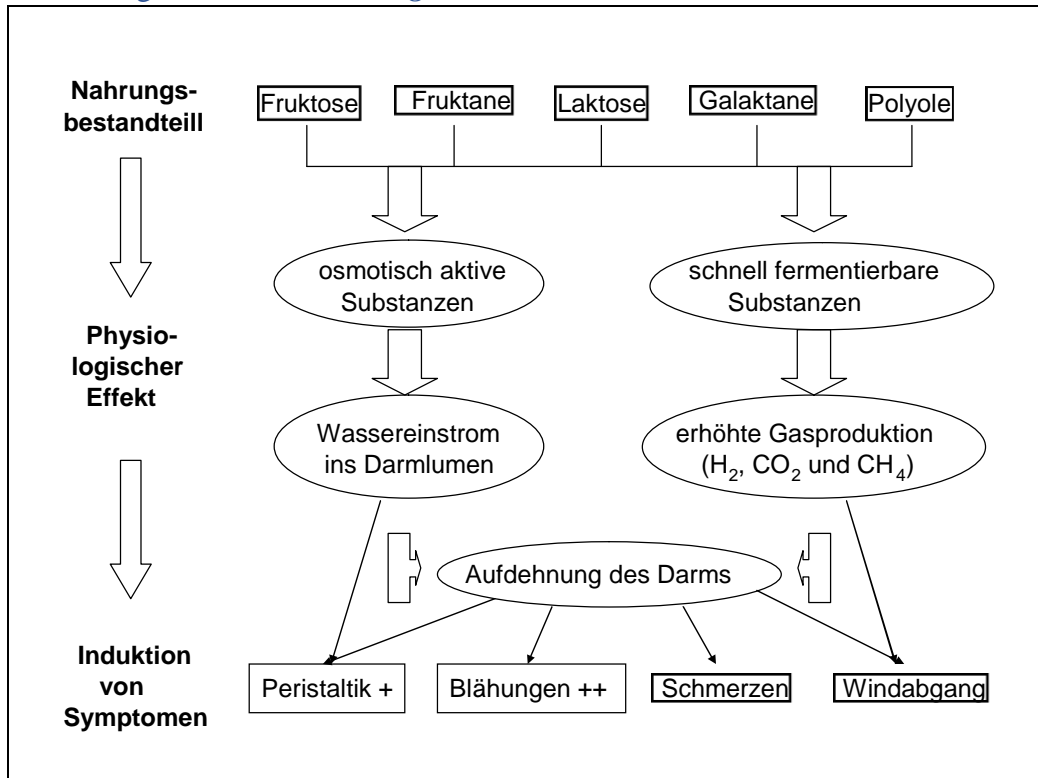 Nahrungs-
bestandteill
Fruktose
Fruktane
Laktose
Galaktane
Polyole
osmotisch aktive
Substanzen
schnell fermentierbare
Substanzen
Physio-
logischer
Effekt
Wassereinstrom
ins Darmlumen
erhöhte Gasproduktion
(H₂, CO₂ und CH₄)
Aufdehnung des Darms
Induktion
von
Symptomen
Peristaltik +
Blähungen ++
Schmerzen
Windabgang